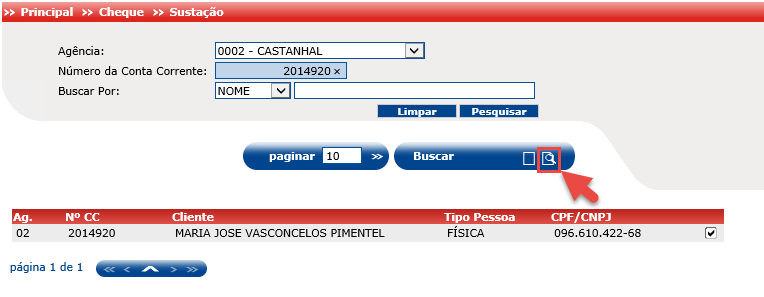 >> Principal >> Cheque >> Sustação
Agência: 0002 - CASTANHAL
Número da Conta Corrente: 2014920 ×
Buscar Por: NOME
Limpar Pesquisar
paginar 10 >> Buscar
Ag. Nº CC Cliente Tipo Pessoa CPF/CNPJ
02 2014920 MARIA JOSE VASCONCELOS PIMENTEL FÍSICA 096.610.422-68
página 1 de 1 << < > >>